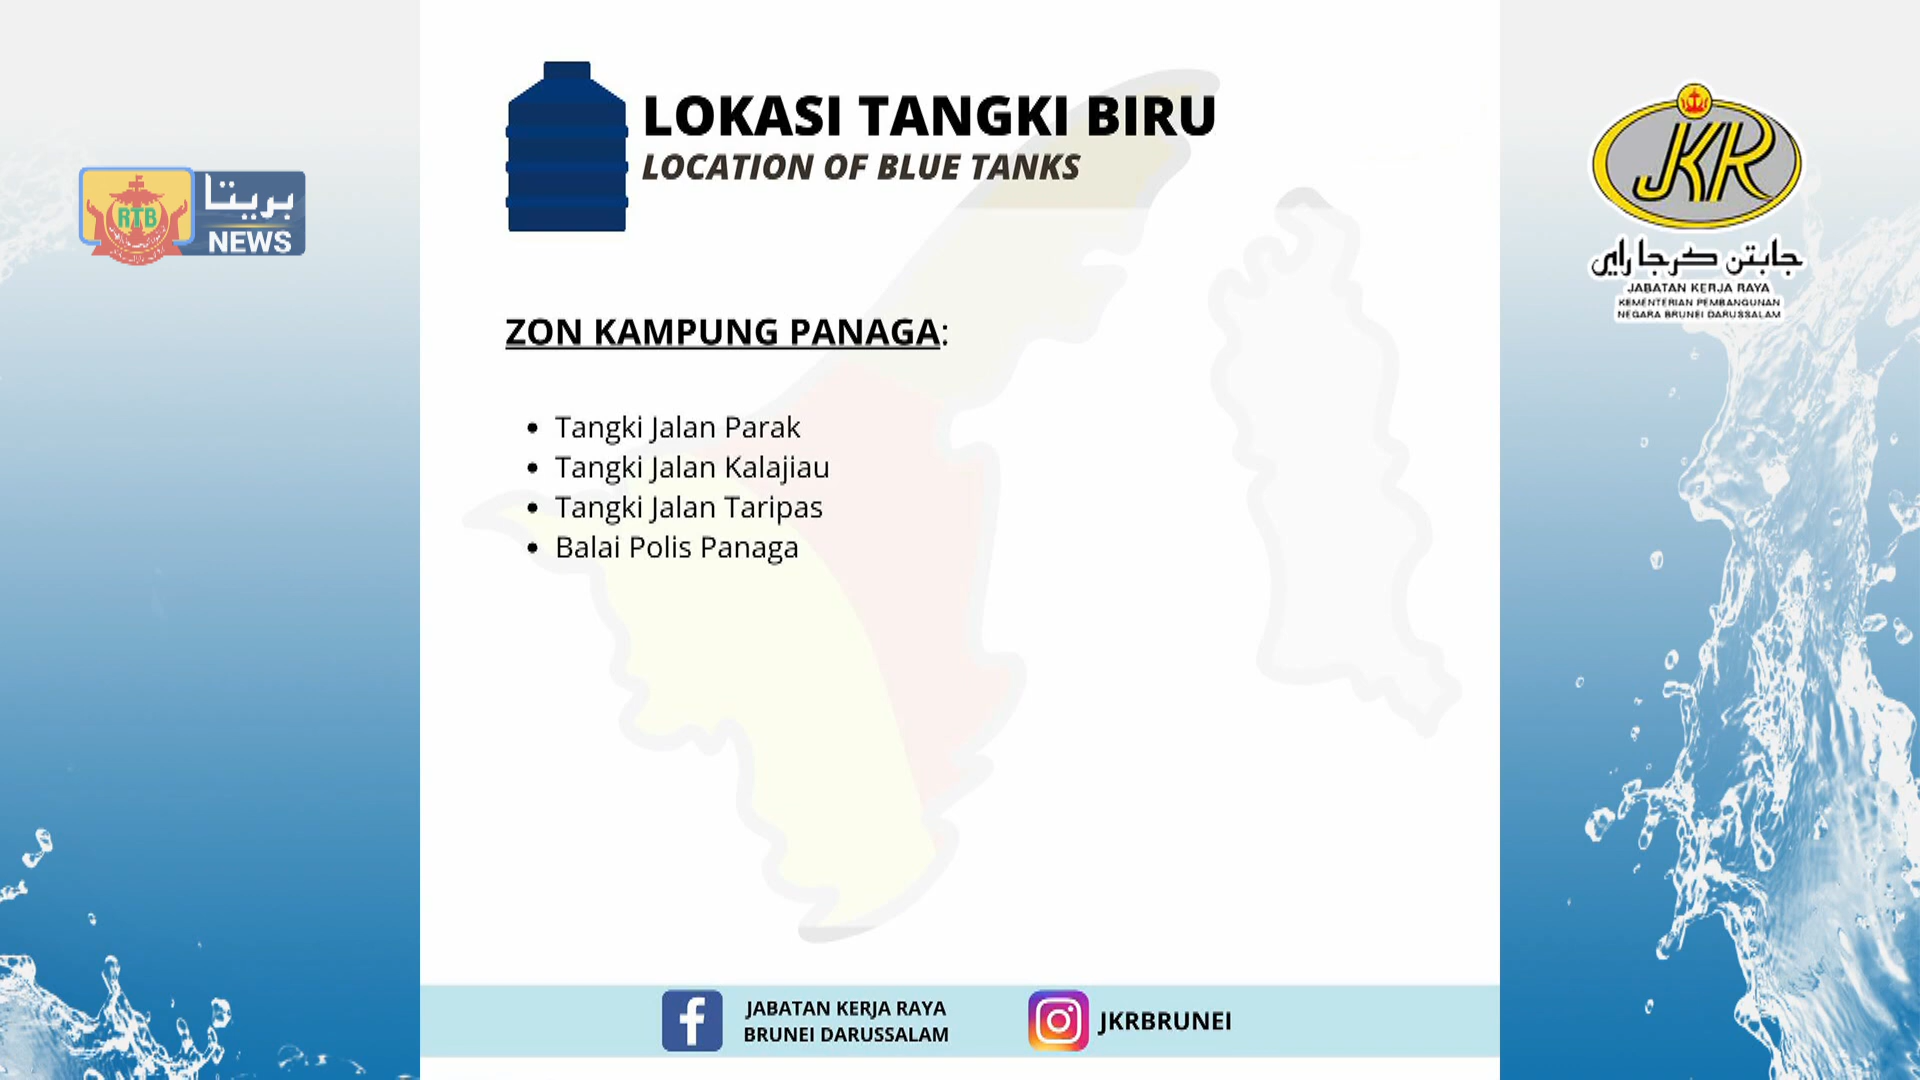 LOKASI TANGKI BIRU
LOCATION OF BLUE TANKS
RTB
بريتا
NEWS
JKR
جابتن كرجا راي
JABATAN KERJA RAYA
KEMENTERIAN PEMBANGUNAN
NEGARA BRUNEI DARUSSALAM
ZON KAMPUNG PANAGA:
• Tangki Jalan Parak
• Tangki Jalan Kalajiau
• Tangki Jalan Taripas
• Balai Polis Panaga
JABATAN KERJA RAYA
BRUNEI DARUSSALAM
JKRBRUNEI